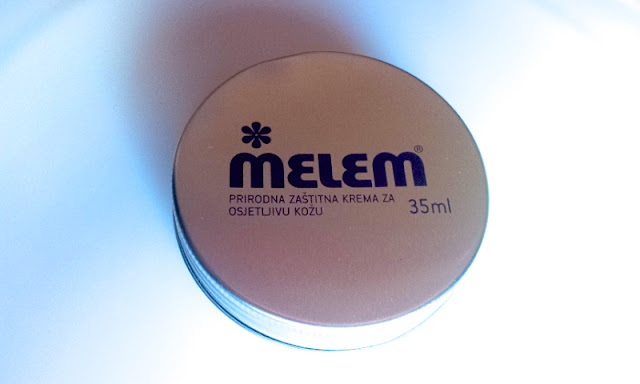 MELEM®
PRIRODNA ZAŠTITNA KREMA ZA
OSJETLJIVU KOŽU
35ml